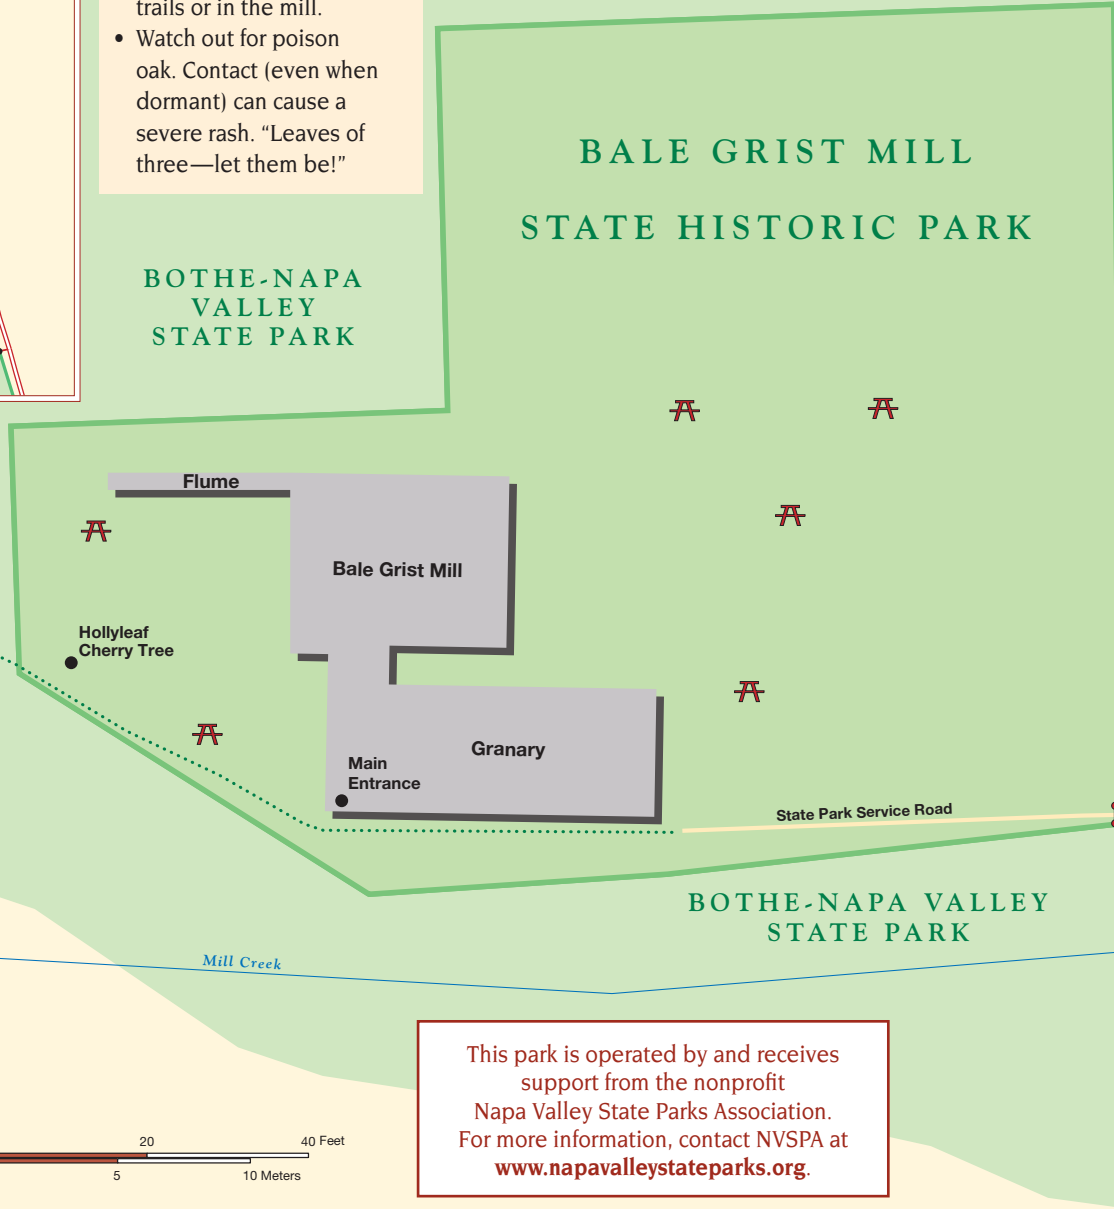 trails or in the mill.
• Watch out for poison
oak. Contact (even when
dormant) can cause a
severe rash. “Leaves of
three—let them be!”
BALE GRIST MILL
STATE HISTORIC PARK
BOTHE-NAPA
VALLEY
STATE PARK
Flume
Bale Grist Mill
Hollyleaf
Cherry Tree
Granary
Main
Entrance
State Park Service Road
BOTHE-NAPA VALLEY
STATE PARK
Mill Creek
This park is operated by and receives
support from the nonprofit
Napa Valley State Parks Association.
For more information, contact NVSPA at
www.napavalleystateparks.org.
20 40 Feet
5 10 Meters